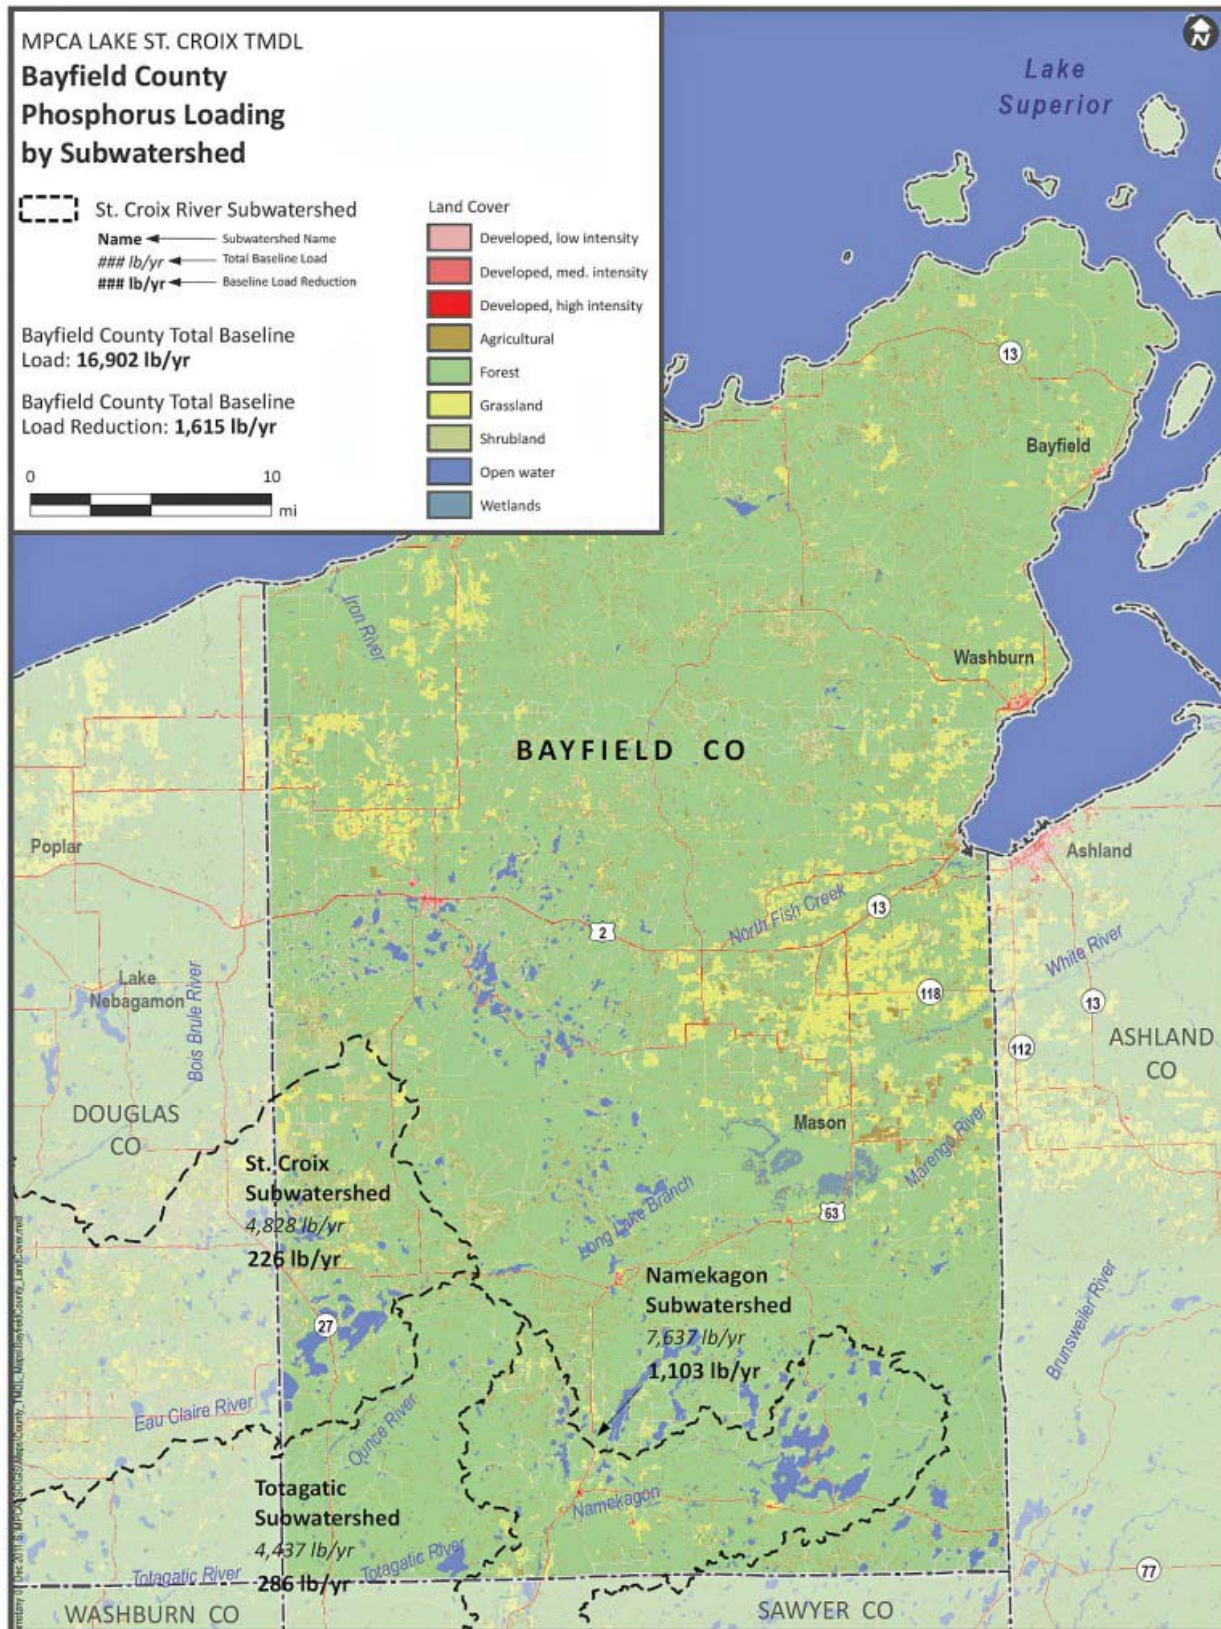 MPCA LAKE ST. CROIX TMDL
Bayfield County
Phosphorus Loading
by Subwatershed
St. Croix River Subwatershed
Name
Subwatershed Name
### lb/yr
Total Baseline Load
### lb/yr
Baseline Load Reduction
Bayfield County Total Baseline
Load: 16,902 lb/yr
Bayfield County Total Baseline
Load Reduction: 1,615 lb/yr
0
10
mi
Land Cover
Developed, low intensity
Developed, med. intensity
Developed, high intensity
Agricultural
Forest
Grassland
Shrubland
Open water
Wetlands
N
Lake
Superior
13
Bayfield
Iron River
Washburn
BAYFIELD CO
Poplar
Ashland
North Fish Creek
13
2
White River
Lake
Nebagamon
Bois Brule River
118
13
112
ASHLAND
CO
DOUGLAS
CO
Mason
Marengo River
St. Croix
Subwatershed
4,828 lb/yr
226 lb/yr
Long Lake Branch
63
Namekagon
Subwatershed
7,637 lb/yr
1,103 lb/yr
27
Brunsweiler River
Eau Claire River
Ounce River
Totagatic
Subwatershed
4,437 lb/yr
286 lb/yr
Namekagon
Totagatic River
Totagatic River
77
WASHBURN CO
SAWYER CO